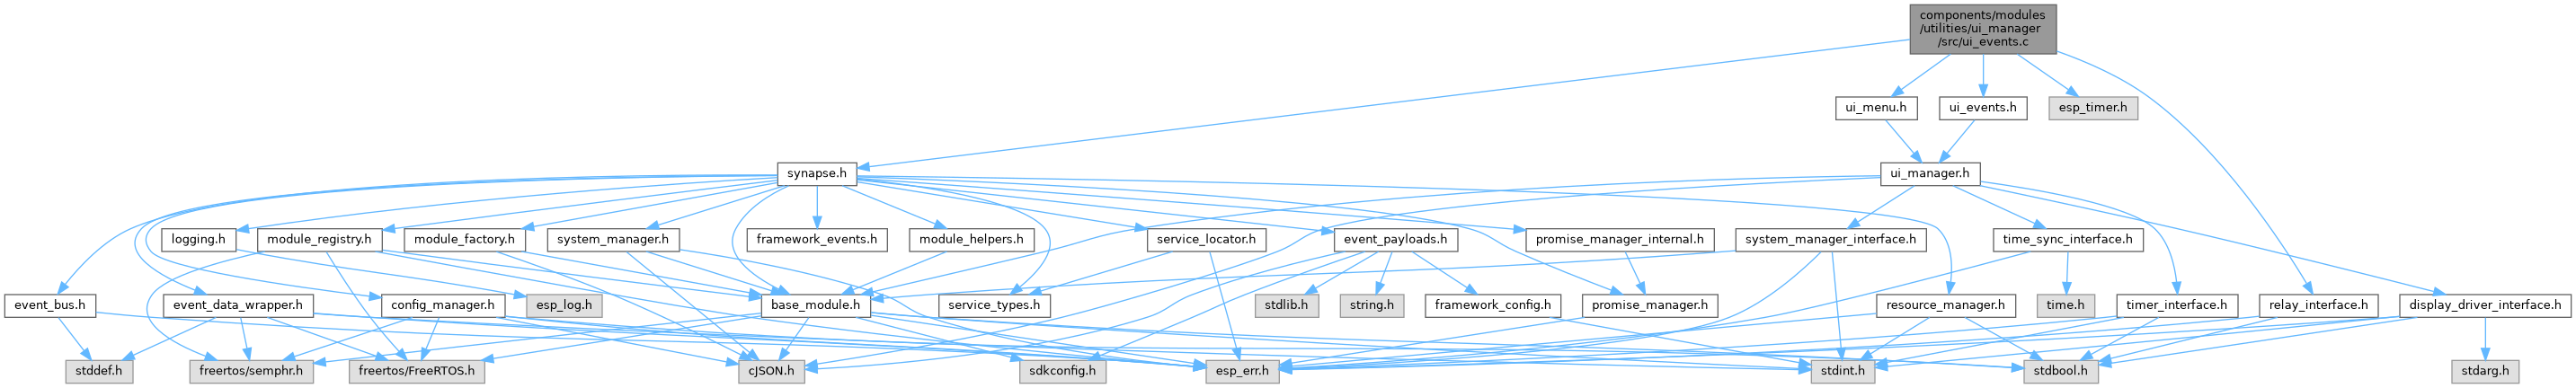 components/modules
/utilities/ui_manager
/src/ui_events.c
ui_menu.h
ui_events.h
esp_timer.h
synapse.h
ui_manager.h
logging.h
module_registry.h
module_factory.h
system_manager.h
framework_events.h
module_helpers.h
service_locator.h
event_payloads.h
promise_manager_internal.h
system_manager_interface.h
time_sync_interface.h
event_bus.h
event_data_wrapper.h
config_manager.h
esp_log.h
base_module.h
service_types.h
stdlib.h
string.h
framework_config.h
promise_manager.h
resource_manager.h
time.h
timer_interface.h
relay_interface.h
display_driver_interface.h
stddef.h
freertos/semphr.h
freertos/FreeRTOS.h
cJSON.h
sdkconfig.h
esp_err.h
stdint.h
stdbool.h
stdarg.h